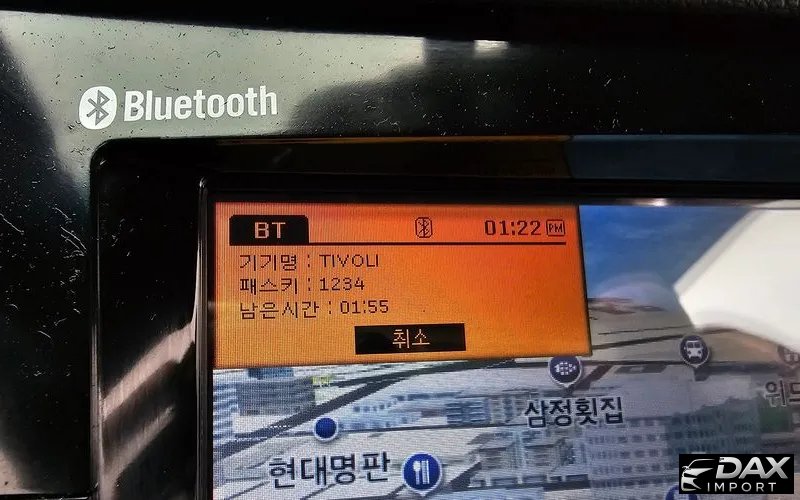 Bluetooth
BT
01:22 PM
기기명 : TIVOLI
패스키 : 1234
남은시간 : 01:55
취소
삼정횟집
현대명판
DAX
IMPORT